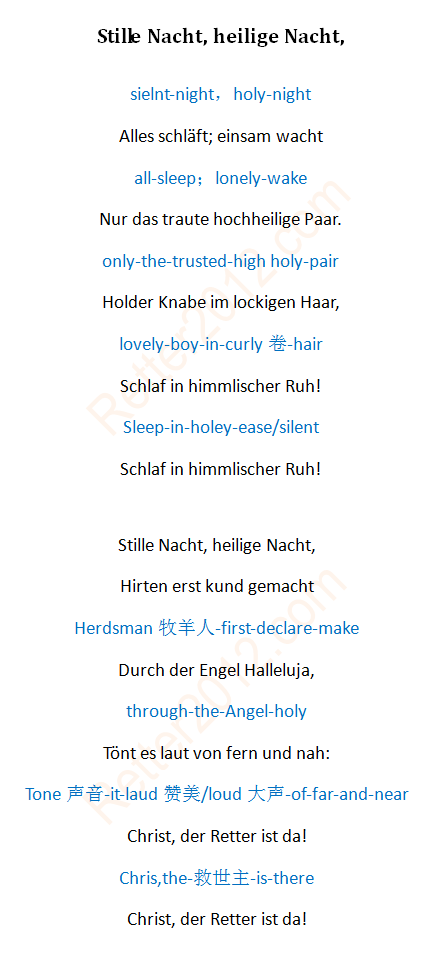 Stille Nacht, heilige Nacht,
sielnt-night，holy-night
Alles schläft; einsam wacht
all-sleep；lonely-wake
Nur das traute hochheilige Paar.
only-the-trusted-high holy-pair
Holder Knabe im lockigen Haar,
lovely-boy-in-curly 卷-hair
Schlaf in himmlischer Ruh!
Sleep-in-holey-ease/silent
Schlaf in himmlischer Ruh!
Stille Nacht, heilige Nacht,
Hirten erst kund gemacht
Herdsman 牧羊人-first-declare-make
Durch der Engel Halleluja,
through-the-Angel-holy
Tönt es laut von fern und nah:
Tone 声音-it-laud 赞美/loud 大声-of-far-and-near
Christ, der Retter ist da!
Chris,the-救世主-is-there
Christ, der Retter ist da!
Retter2012.com
Retter2012.com